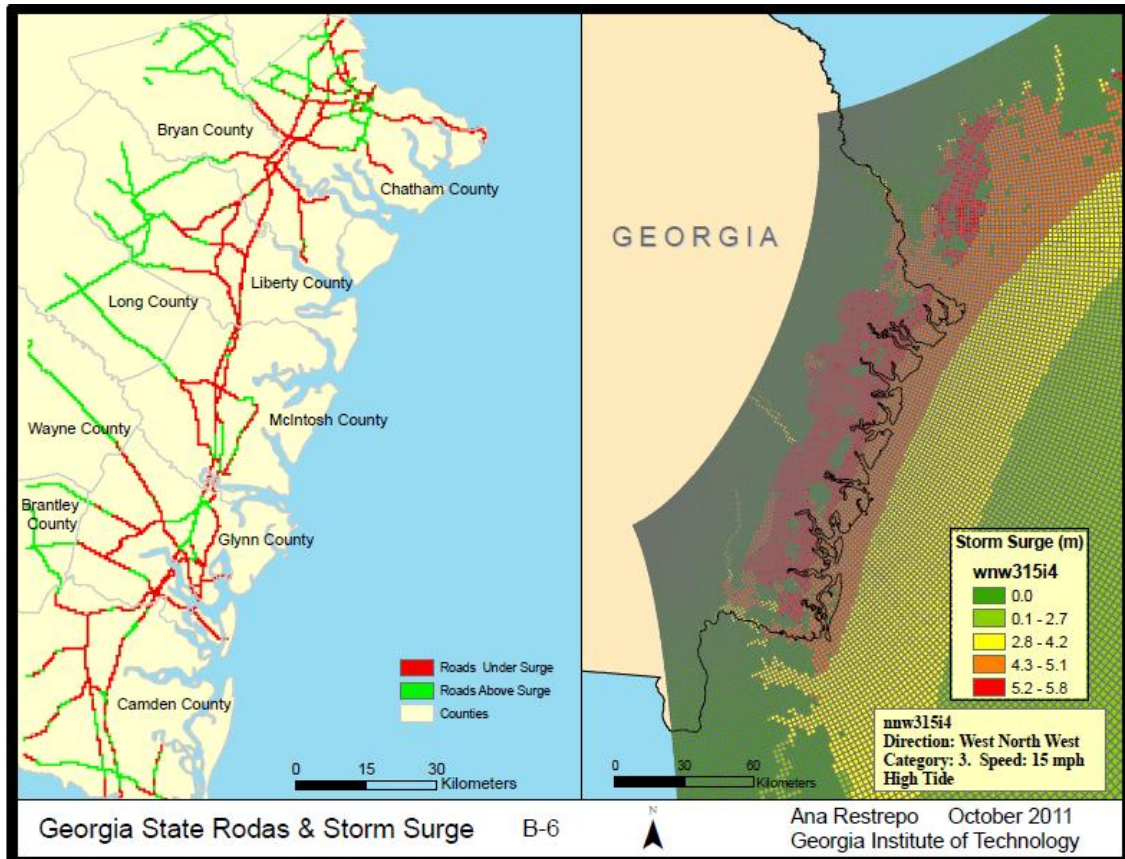 Bryan County
Chatham County
Liberty County
Long County
McIntosh County
Wayne County
Brantley
County
Glynn County
Camden County
Roads Under Surge
Roads Above Surge
Counties
0 15 30
Kilometers
GEORGIA
Storm Surge (m)
wnw315i4
0.0
0.1 - 2.7
2.8 - 4.2
4.3 - 5.1
5.2 - 5.8
nnw315i4
Direction: West North West
Category: 3. Speed: 15 mph
High Tide
0 30 60
Kilometers
Georgia State Rodas & Storm Surge B-6
N
Ana Restrepo October 2011
Georgia Institute of Technology